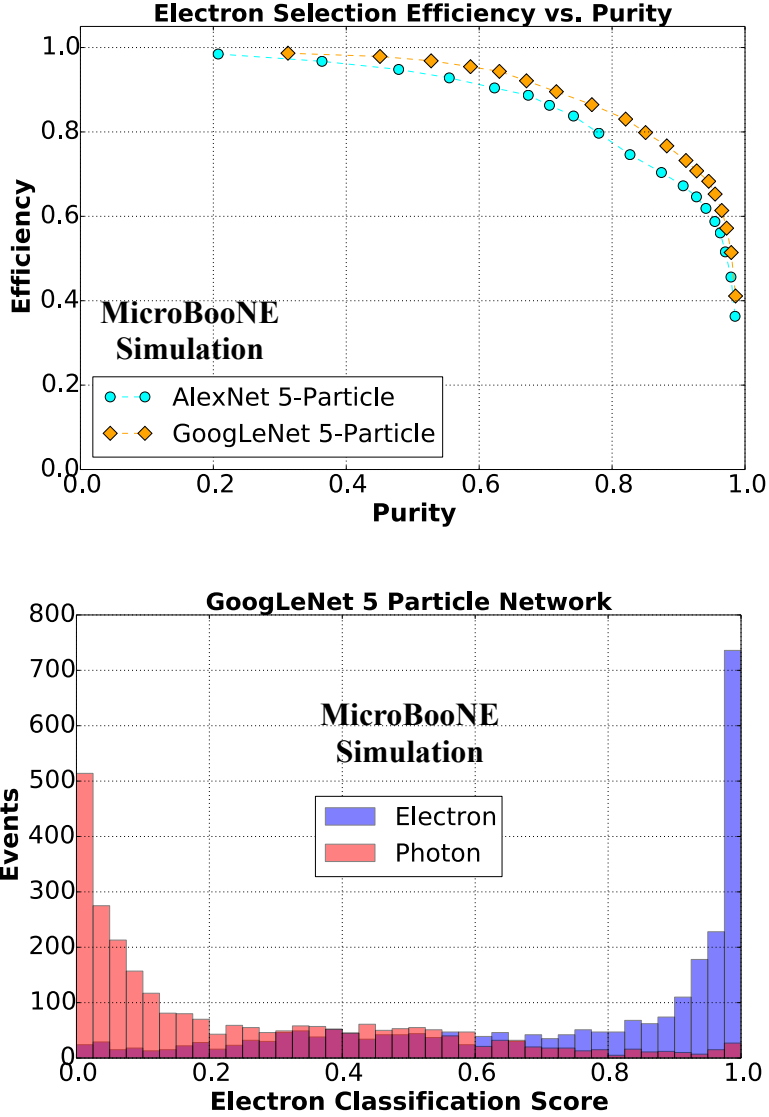 Electron Selection Efficiency vs. Purity
1.0
0.8
0.6
0.4
0.2
0.0
Efficiency
MicroBooNE
Simulation
AlexNet 5-Particle
GoogLeNet 5-Particle
0.0 0.2 0.4 0.6 0.8 1.0
Purity
GoogLeNet 5 Particle Network
800
700
600
500
400
300
200
100
0
Events
MicroBooNE
Simulation
Electron
Photon
0.0 0.2 0.4 0.6 0.8 1.0
Electron Classification Score